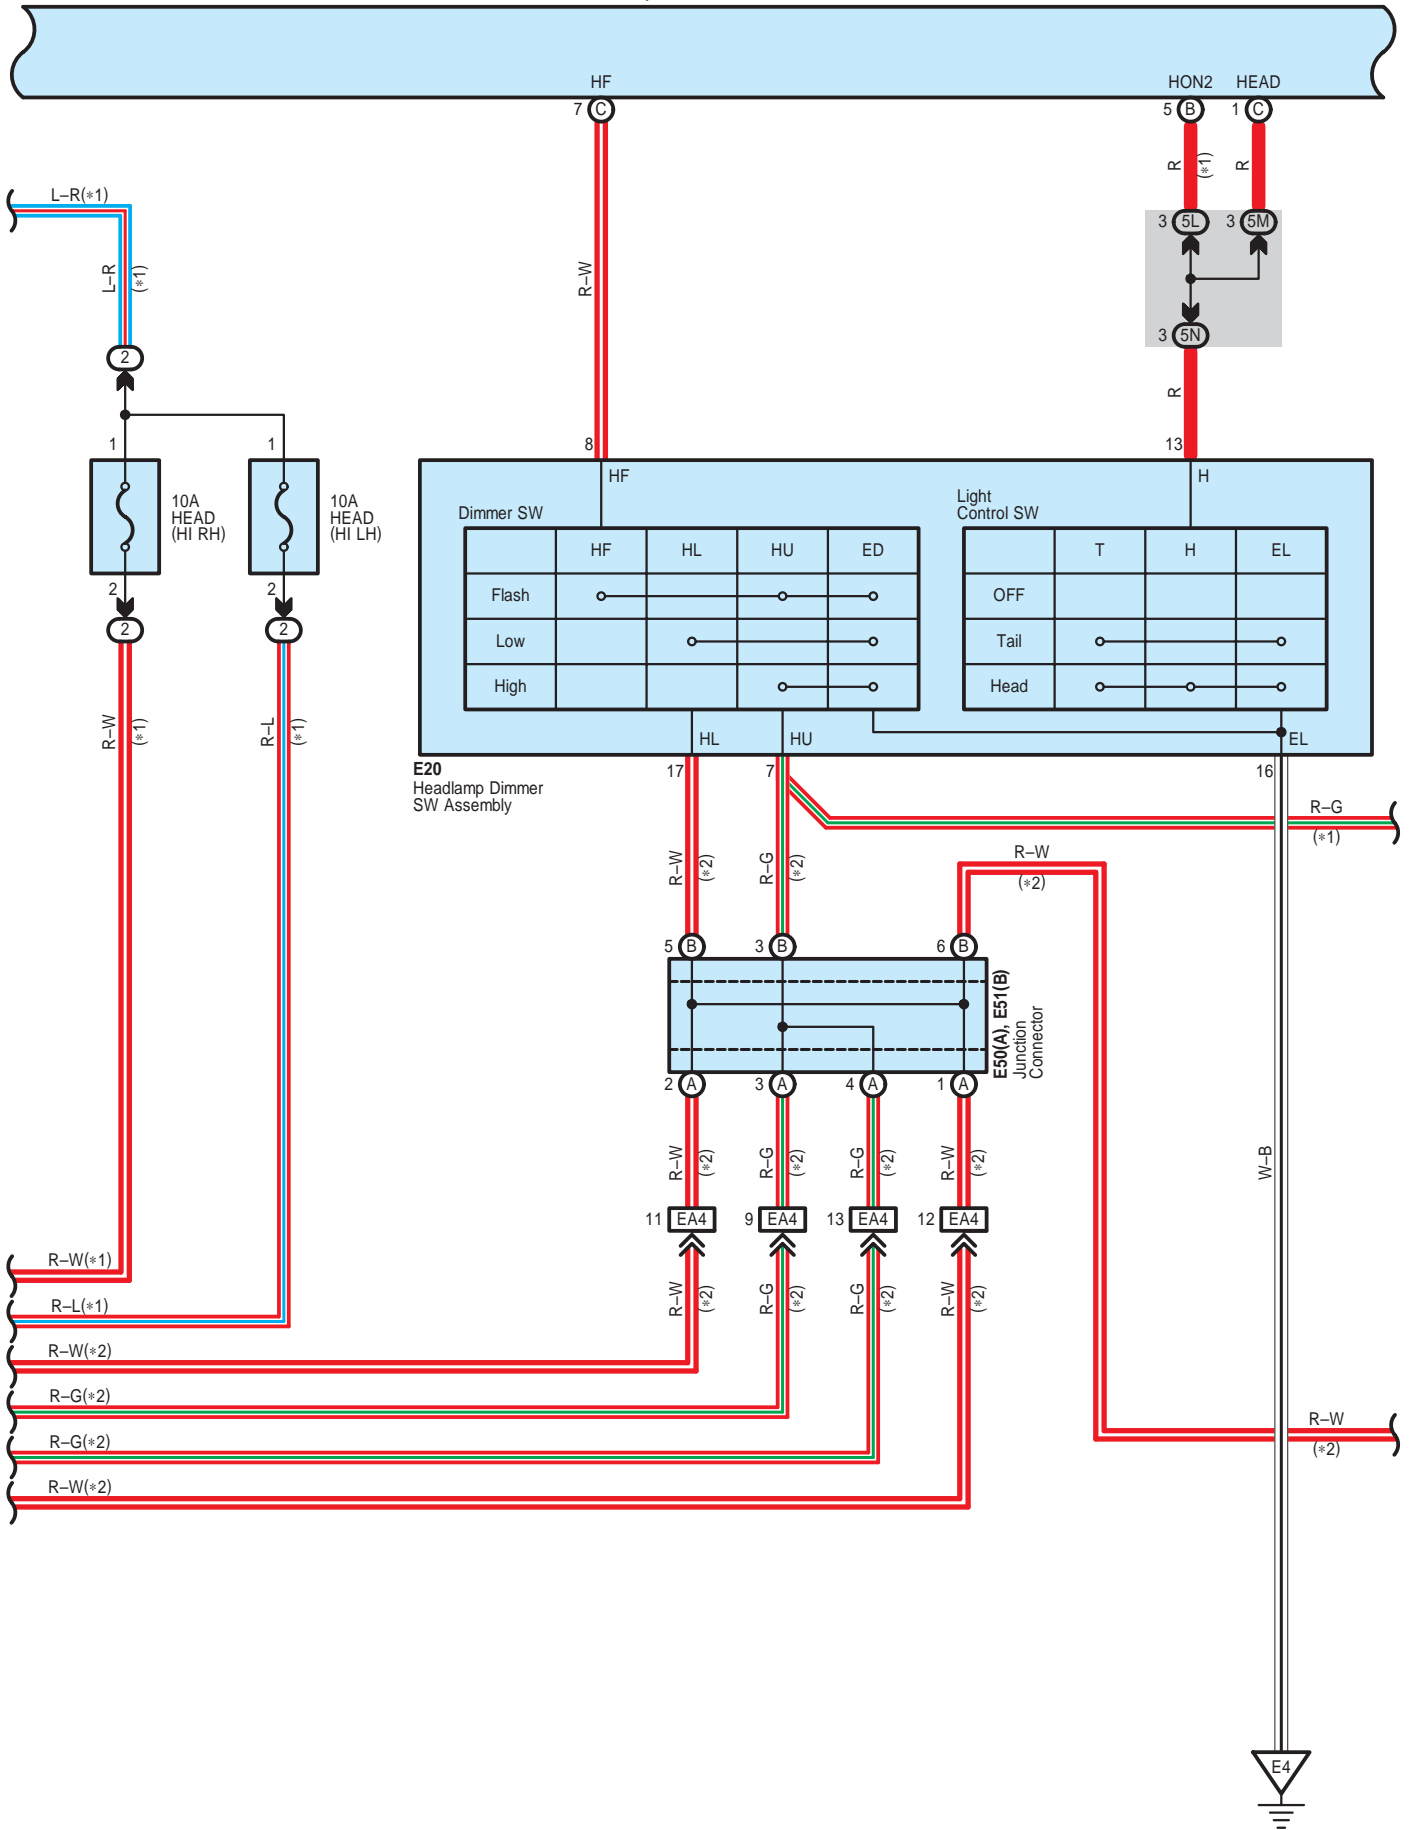 HF
HON2 HEAD
7 C
5 B
1 C
L–R(∗1)
R
(∗1)
R
3 5L
3 5M
L–R
(∗1)
R–W
3 5N
2
R
1
1
8
13
10A
HEAD
(HI RH)
10A
HEAD
(HI LH)
HF
H
Dimmer SW
Light
Control SW
HF HL HU ED
T H EL
Flash
OFF
Low
Tail
High
Head
2
2
2
2
R–W
(∗1)
R–L
(∗1)
HL
HU
EL
E20
Headlamp Dimmer
SW Assembly
17
7
16
R–G
(∗1)
R–W
(∗2)
R–G
(∗2)
R–W
(∗2)
5 B
3 B
6 B
E50(A), E51(B)
Junction
Connector
2 A
3 A
4 A
1 A
R–W
(∗2)
R–G
(∗2)
R–G
(∗2)
R–W
(∗2)
W–B
11 EA4
9 EA4
13 EA4
12 EA4
R–W
(∗2)
R–G
(∗2)
R–G
(∗2)
R–W
(∗2)
R–W(∗1)
R–L(∗1)
R–W(∗2)
R–G(∗2)
R–G(∗2)
R–W(∗2)
R–W
(∗2)
E4